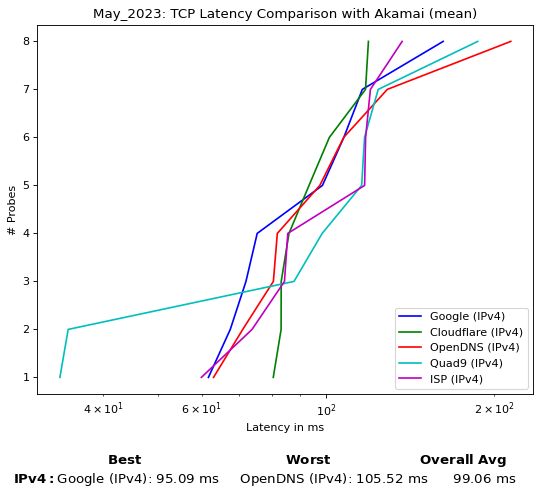 May_2023: TCP Latency Comparison with Akamai (mean)
8
7
6
5
4
3
2
1
# Probes
Google (IPv4)
Cloudflare (IPv4)
OpenDNS (IPv4)
Quad9 (IPv4)
ISP (IPv4)
4 × 10¹ 6 × 10¹ 10² 2 × 10²
Latency in ms
Best Worst Overall Avg
IPv4: Google (IPv4): 95.09 ms OpenDNS (IPv4): 105.52 ms 99.06 ms